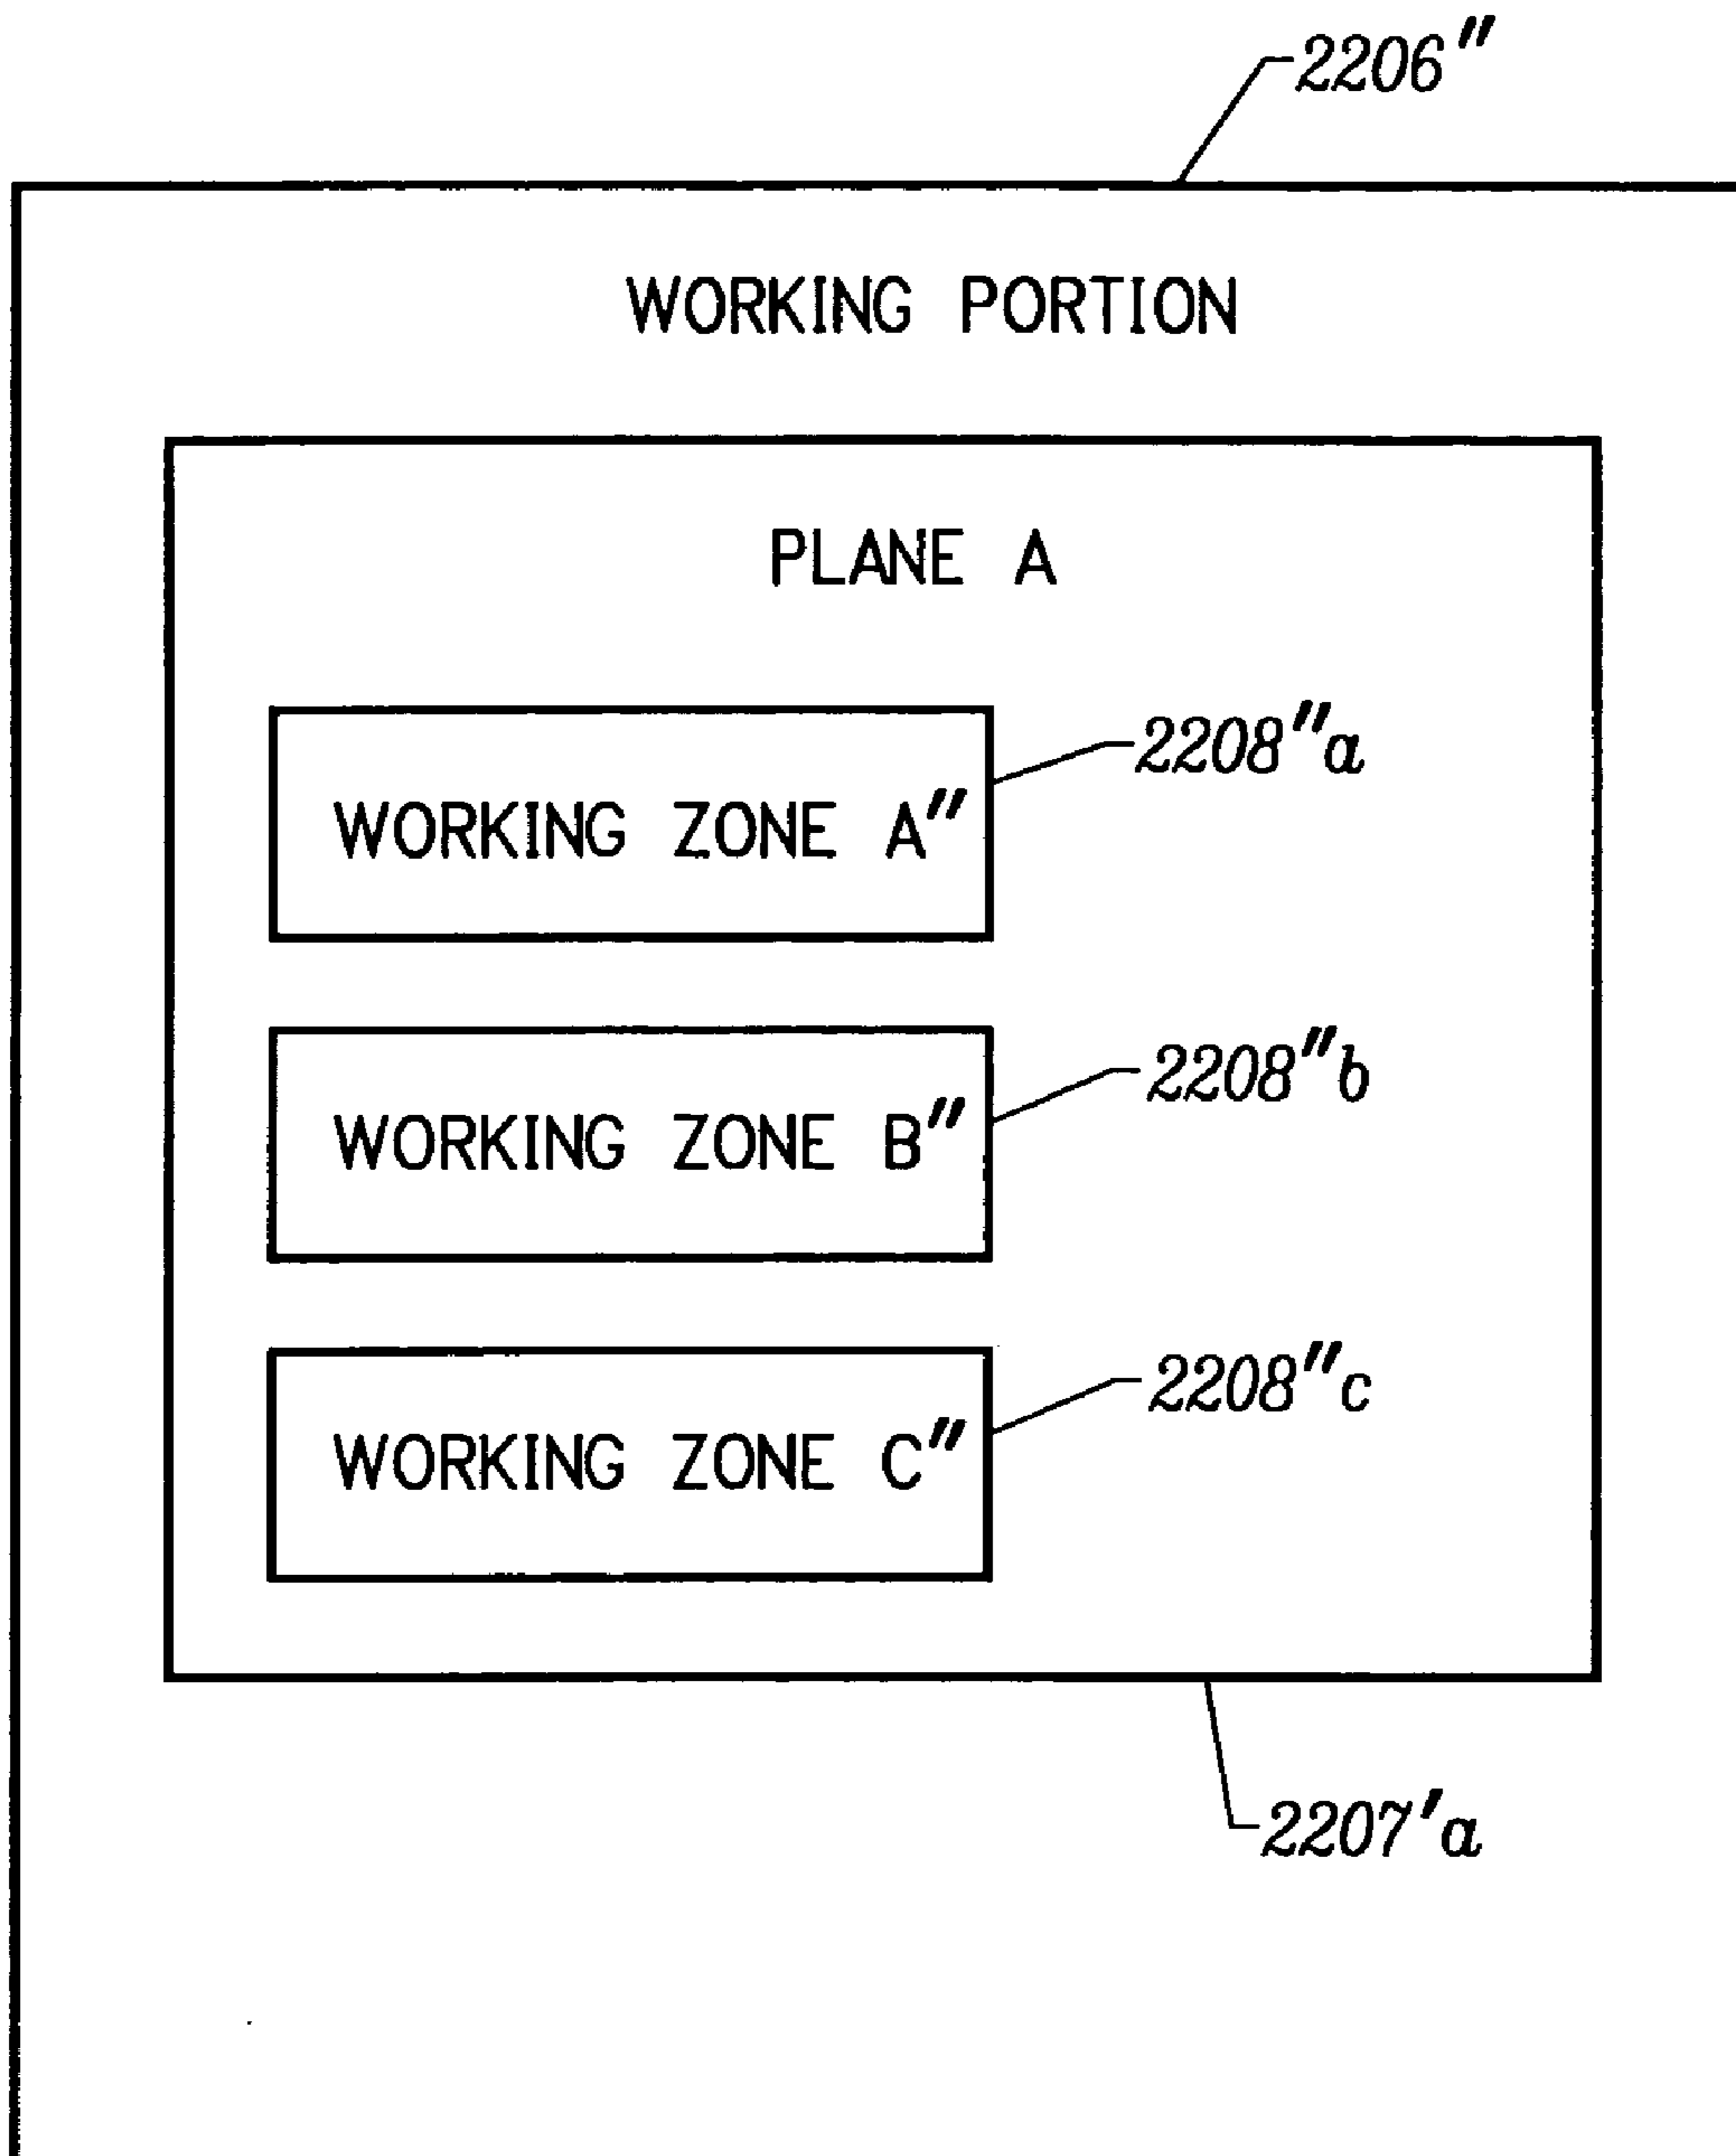 2206"
WORKING PORTION
PLANE A
2208"a
WORKING ZONE A"
2208"b
WORKING ZONE B"
2208"c
WORKING ZONE C"
2207'a